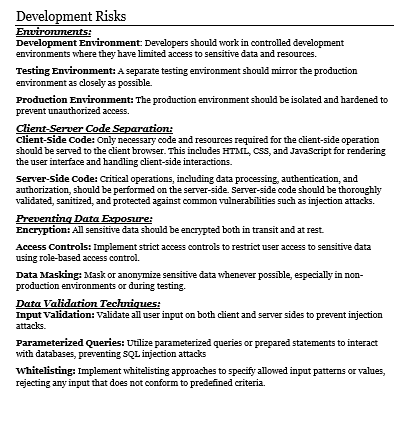 Development Risks
Environments:
Development Environment: Developers should work in controlled development
environments where they have limited access to sensitive data and resources.
Testing Environment: A separate testing environment should mirror the production
environment as closely as possible.
Production Environment: The production environment should be isolated and hardened to
prevent unauthorized access.
Client-Server Code Separation:
Client-Side Code: Only necessary code and resources required for the client-side operation
should be served to the client browser. This includes HTML, CSS, and JavaScript for rendering
the user interface and handling client-side interactions.
Server-Side Code: Critical operations, including data processing, authentication, and
authorization, should be performed on the server-side. Server-side code should be thoroughly
validated, sanitized, and protected against common vulnerabilities such as injection attacks.
Preventing Data Exposure:
Encryption: All sensitive data should be encrypted both in transit and at rest.
Access Controls: Implement strict access controls to restrict user access to sensitive data
using role-based access control.
Data Masking: Mask or anonymize sensitive data whenever possible, especially in non-
production environments or during testing.
Data Validation Techniques:
Input Validation: Validate all user input on both client and server sides to prevent injection
attacks.
Parameterized Queries: Utilize parameterized queries or prepared statements to interact
with databases, preventing SQL injection attacks
Whitelisting: Implement whitelisting approaches to specify allowed input patterns or values,
rejecting any input that does not conform to predefined criteria.